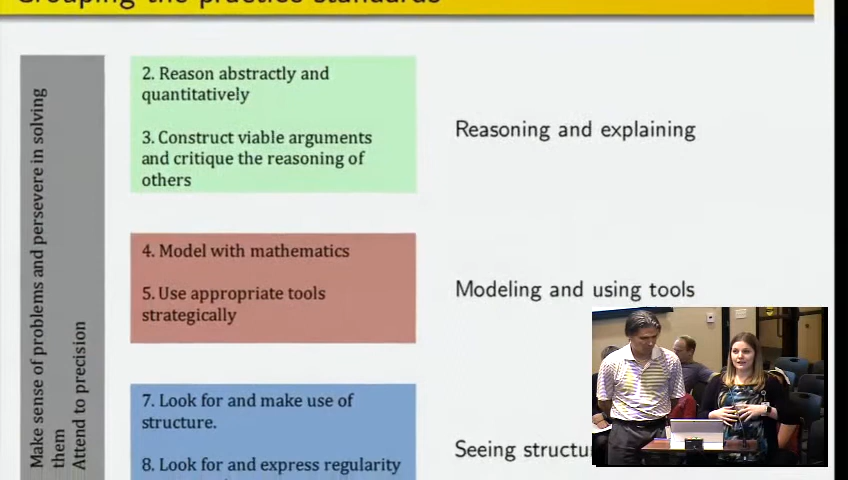 Grouping the practice standards
Make sense of problems and persevere in solving
them
Attend to precision
2. Reason abstractly and
quantitatively
3. Construct viable arguments
and critique the reasoning of
others
Reasoning and explaining
4. Model with mathematics
5. Use appropriate tools
strategically
Modeling and using tools
7. Look for and make use of
structure.
8. Look for and express regularity
Seeing structu